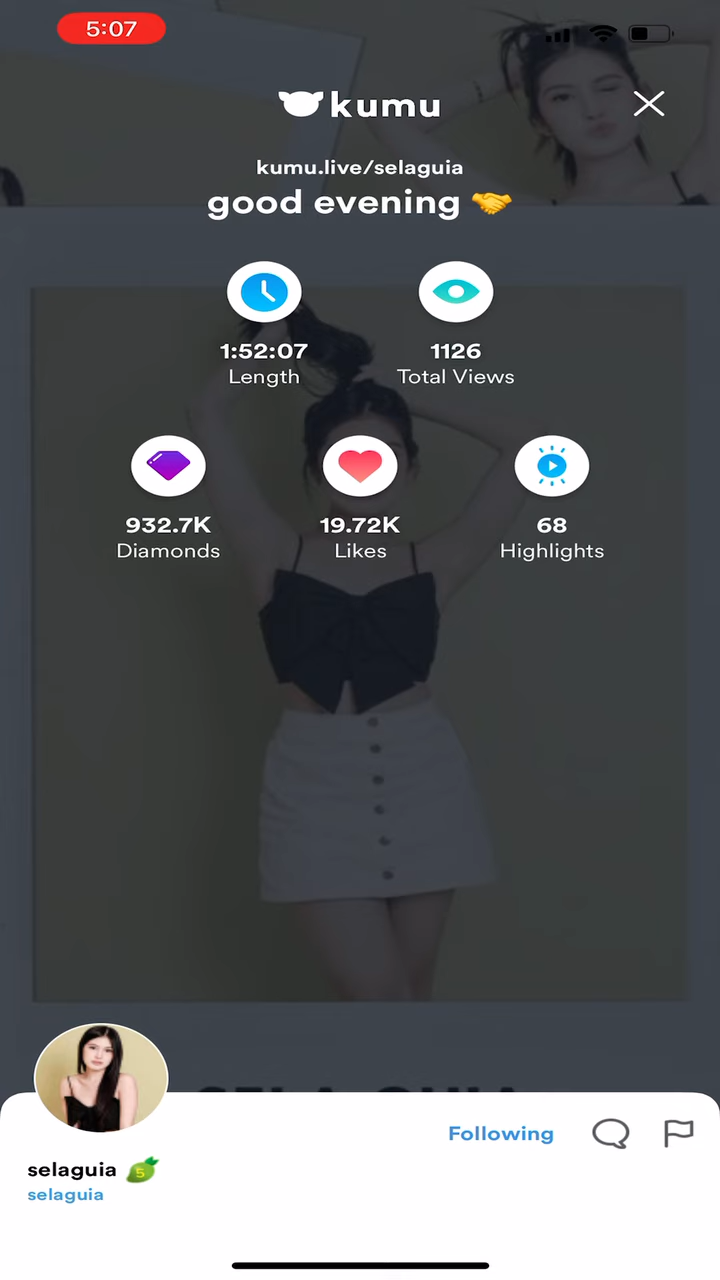 5:07
kumu
kumu.live/selaguia
good evening 🤝
1:52:07
Length
1126
Total Views
932.7K
Diamonds
19.72K
Likes
68
Highlights
Following
selaguia
5
selaguia